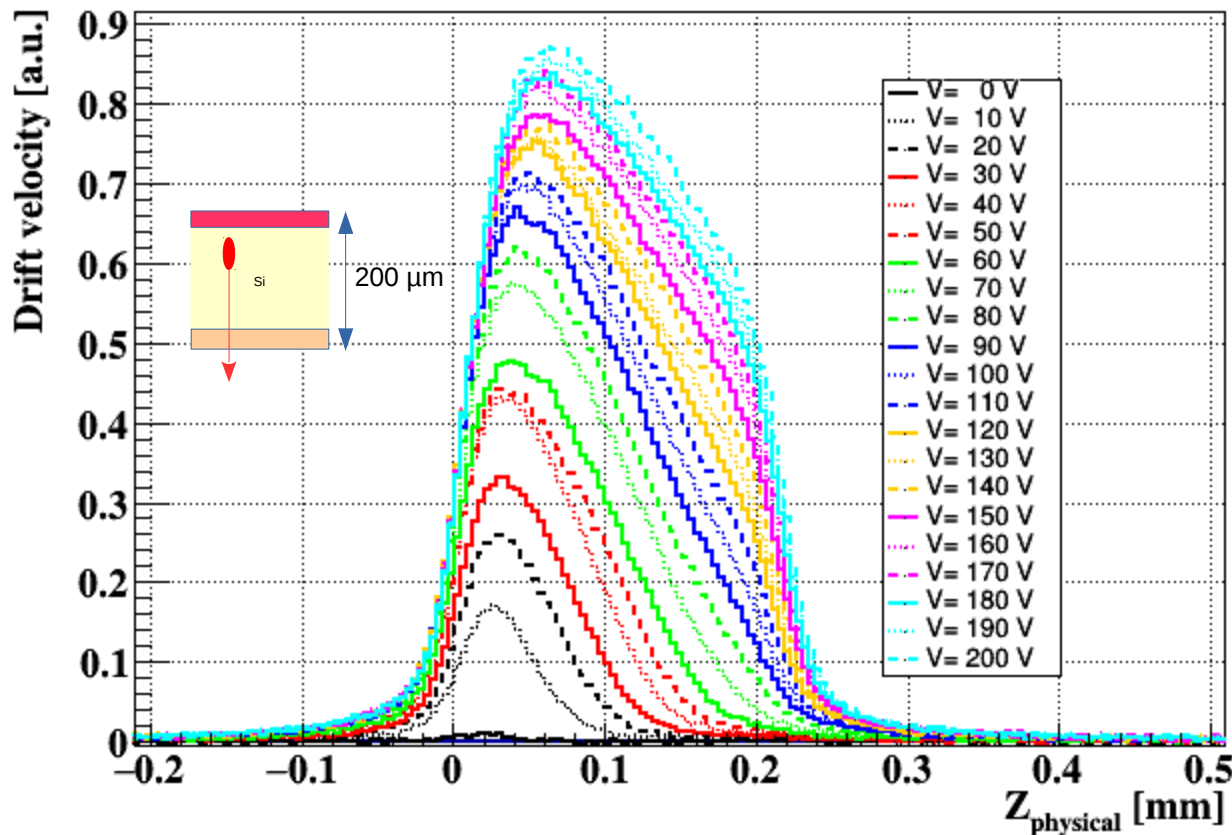 Drift velocity [a.u.]
0.9
0.8
0.7
0.6
0.5
0.4
0.3
0.2
0.1
0
Si
200 µm
V= 0 V
V= 10 V
V= 20 V
V= 30 V
V= 40 V
V= 50 V
V= 60 V
V= 70 V
V= 80 V
V= 90 V
V= 100 V
V= 110 V
V= 120 V
V= 130 V
V= 140 V
V= 150 V
V= 160 V
V= 170 V
V= 180 V
V= 190 V
V= 200 V
−0.2 −0.1 0 0.1 0.2 0.3 0.4 0.5
Zphysical [mm]